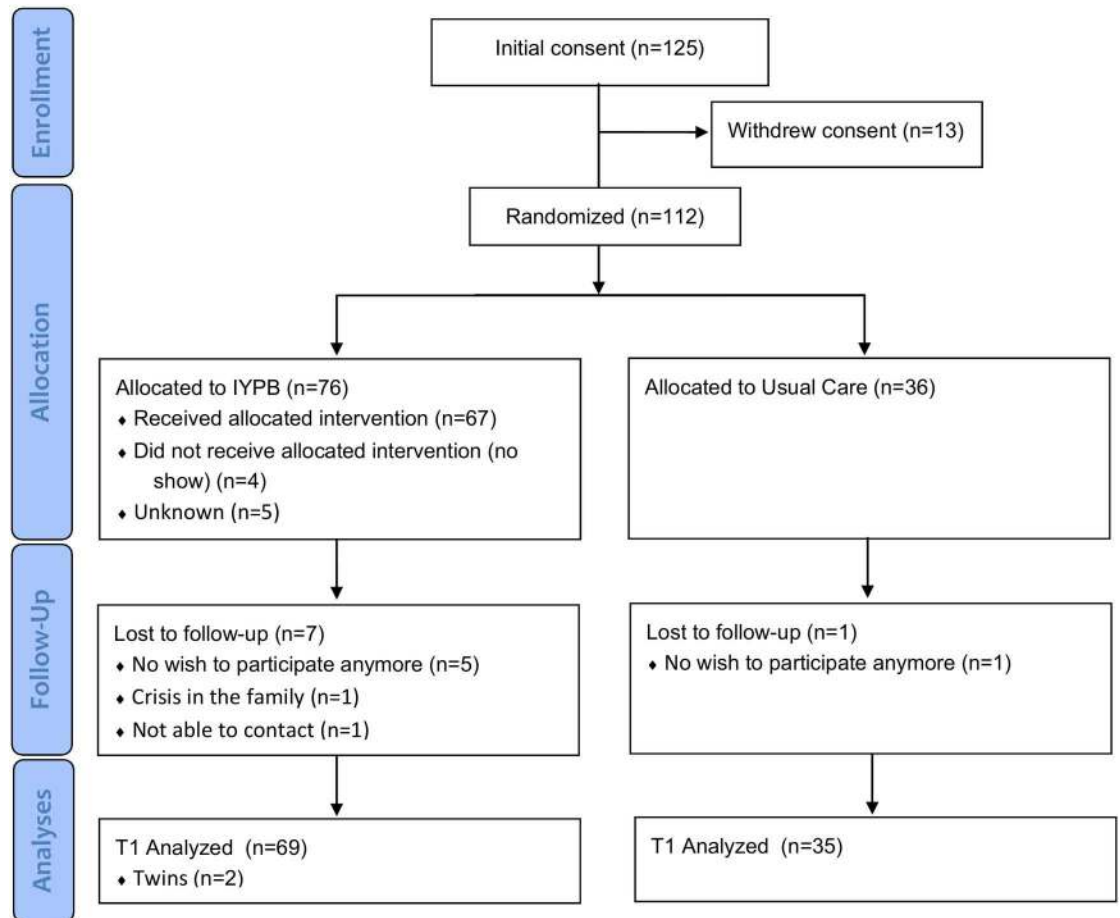 Enrollment
Initial consent (n=125)
Withdrew consent (n=13)
Randomized (n=112)
Allocation
Allocated to IYPB (n=76)
♦ Received allocated intervention (n=67)
♦ Did not receive allocated intervention (no
show) (n=4)
♦ Unknown (n=5)
Allocated to Usual Care (n=36)
Follow-Up
Lost to follow-up (n=7)
♦ No wish to participate anymore (n=5)
♦ Crisis in the family (n=1)
♦ Not able to contact (n=1)
Lost to follow-up (n=1)
♦ No wish to participate anymore (n=1)
Analyses
T1 Analyzed (n=69)
♦ Twins (n=2)
T1 Analyzed (n=35)